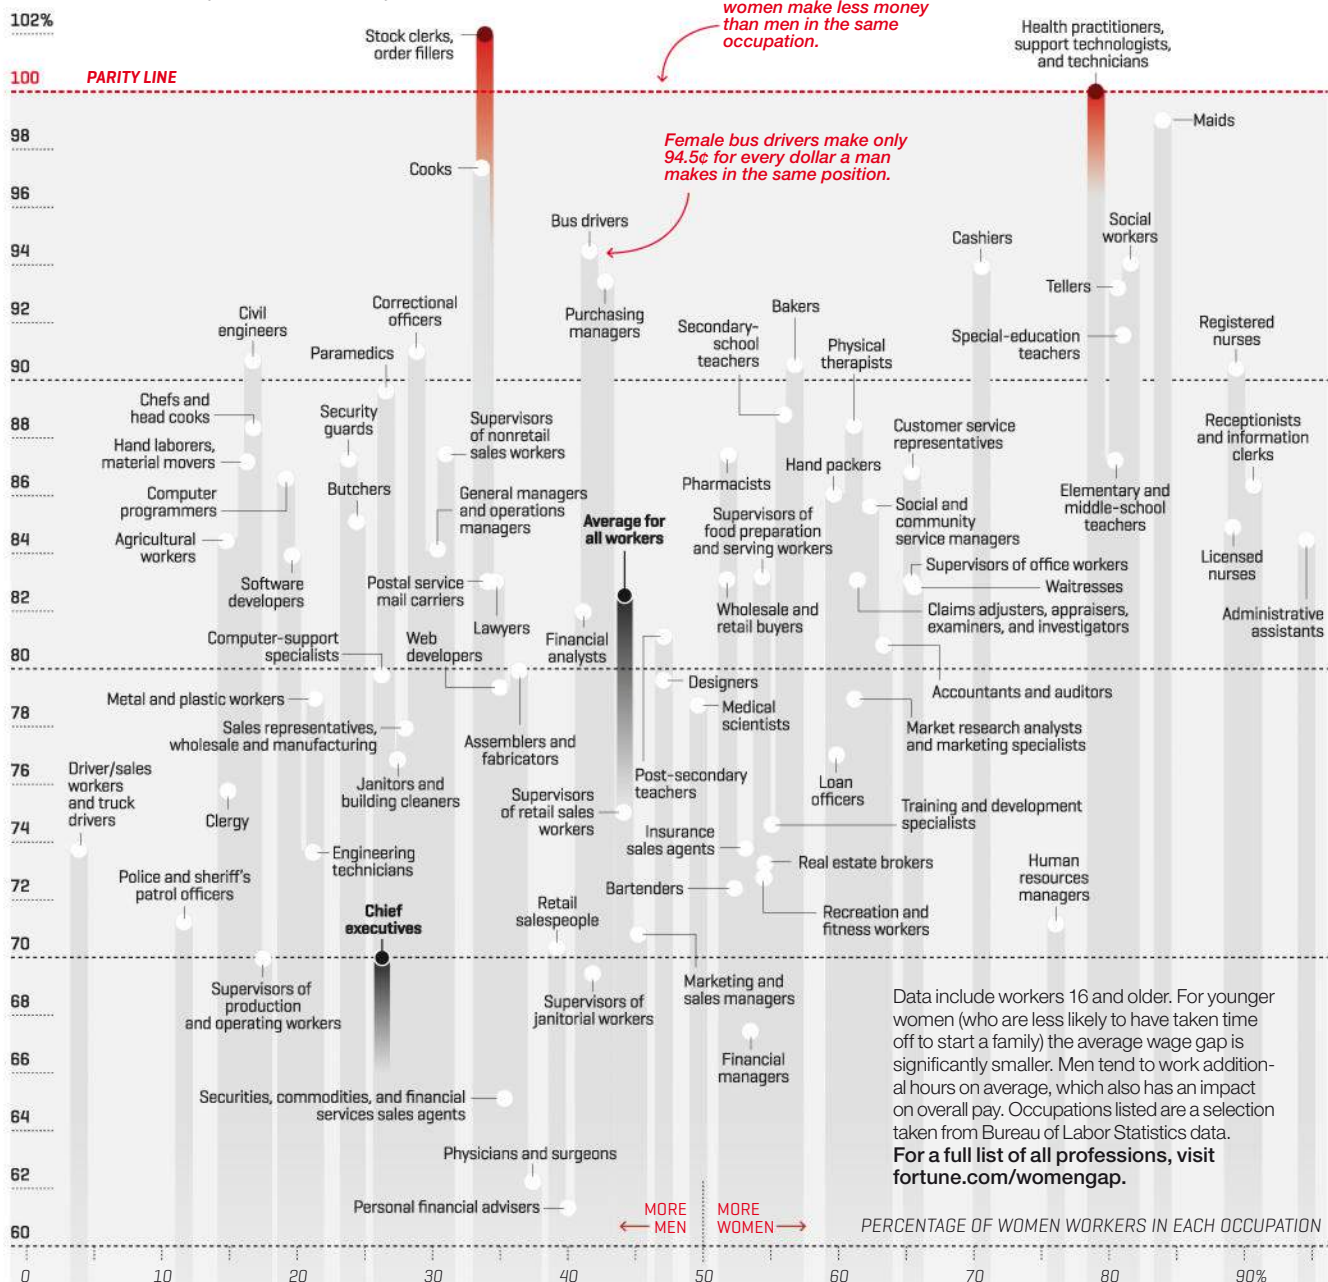 women make less money
than men in the same
occupation.
102%
100
PARITY LINE
98
96
94
92
90
88
86
84
82
80
78
76
74
72
70
68
66
64
62
60
Stock clerks,
order fillers
Health practitioners,
support technologists,
and technicians
Maids
Cooks
Female bus drivers make only
94.5¢ for every dollar a man
makes in the same position.
Bus drivers
Purchasing
managers
Cashiers
Social
workers
Tellers
Special-education
teachers
Registered
nurses
Civil
engineers
Correctional
officers
Paramedics
Secondary-
school
teachers
Bakers
Physical
therapists
Chefs and
head cooks
Hand laborers,
material movers
Computer
programmers
Agricultural
workers
Software
developers
Security
guards
Butchers
Supervisors
of nonretail
sales workers
General managers
and operations
managers
Average for
all workers
Pharmacists
Hand packers
Customer service
representatives
Supervisors of
food preparation
and serving workers
Social and
community
service managers
Elementary and
middle-school
teachers
Receptionists
and information
clerks
Licensed
nurses
Administrative
assistants
Postal service
mail carriers
Lawyers
Financial
analysts
Wholesale and
retail buyers
Supervisors of office workers
Waitresses
Claims adjusters, appraisers,
examiners, and investigators
Computer-support
specialists
Web
developers
Metal and plastic workers
Sales representatives,
wholesale and manufacturing
Assemblers and
fabricators
Designers
Medical
scientists
Accountants and auditors
Market research analysts
and marketing specialists
Driver/sales
workers
and truck
drivers
Clergy
Janitors and
building cleaners
Supervisors
of retail sales
workers
Post-secondary
teachers
Loan
officers
Training and development
specialists
Engineering
technicians
Insurance
sales agents
Real estate brokers
Human
resources
managers
Police and sheriff's
patrol officers
Bartenders
Recreation and
fitness workers
Chief
executives
Retail
salespeople
Supervisors of
production
and operating workers
Supervisors of
janitorial workers
Marketing and
sales managers
Financial
managers
Securities, commodities, and financial
services sales agents
Physicians and surgeons
Personal financial advisers
Data include workers 16 and older. For younger
women (who are less likely to have taken time
off to start a family) the average wage gap is
significantly smaller. Men tend to work addition-
al hours on average, which also has an impact
on overall pay. Occupations listed are a selection
taken from Bureau of Labor Statistics data.
For a full list of all professions, visit
fortune.com/womengap.
MORE
MEN
MORE
WOMEN
PERCENTAGE OF WOMEN WORKERS IN EACH OCCUPATION
0 10 20 30 40 50 60 70 80 90%